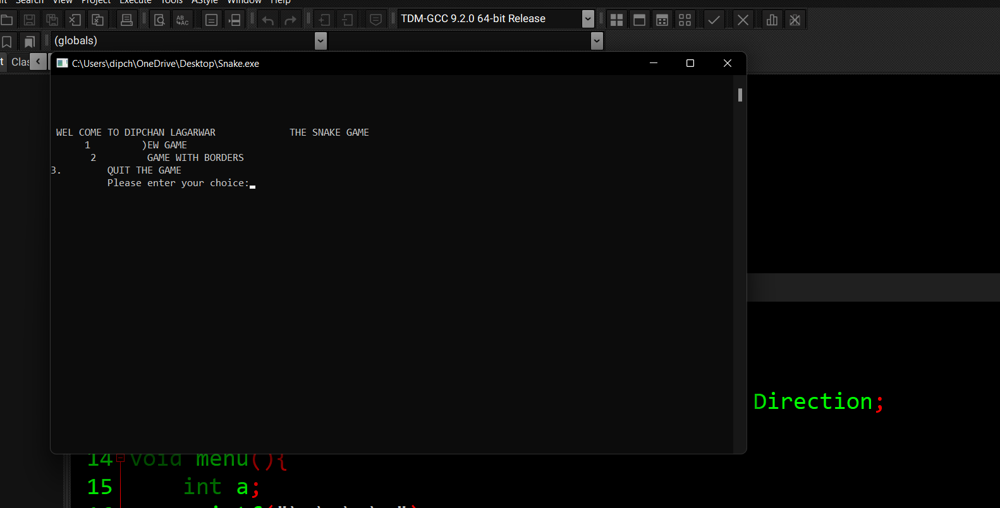 Search View Project Execute Tools AStyle Window Help
TDM-GCC 9.2.0 64-bit Release
(globals)
t Clas
C:\Users\dipch\OneDrive\Desktop\Snake.exe
WEL COME TO DIPCHAN LAGARWAR THE SNAKE GAME
1 )EW GAME
2 GAME WITH BORDERS
3. QUIT THE GAME
Please enter your choice:
Direction;
14 void menu(){
15 int a;